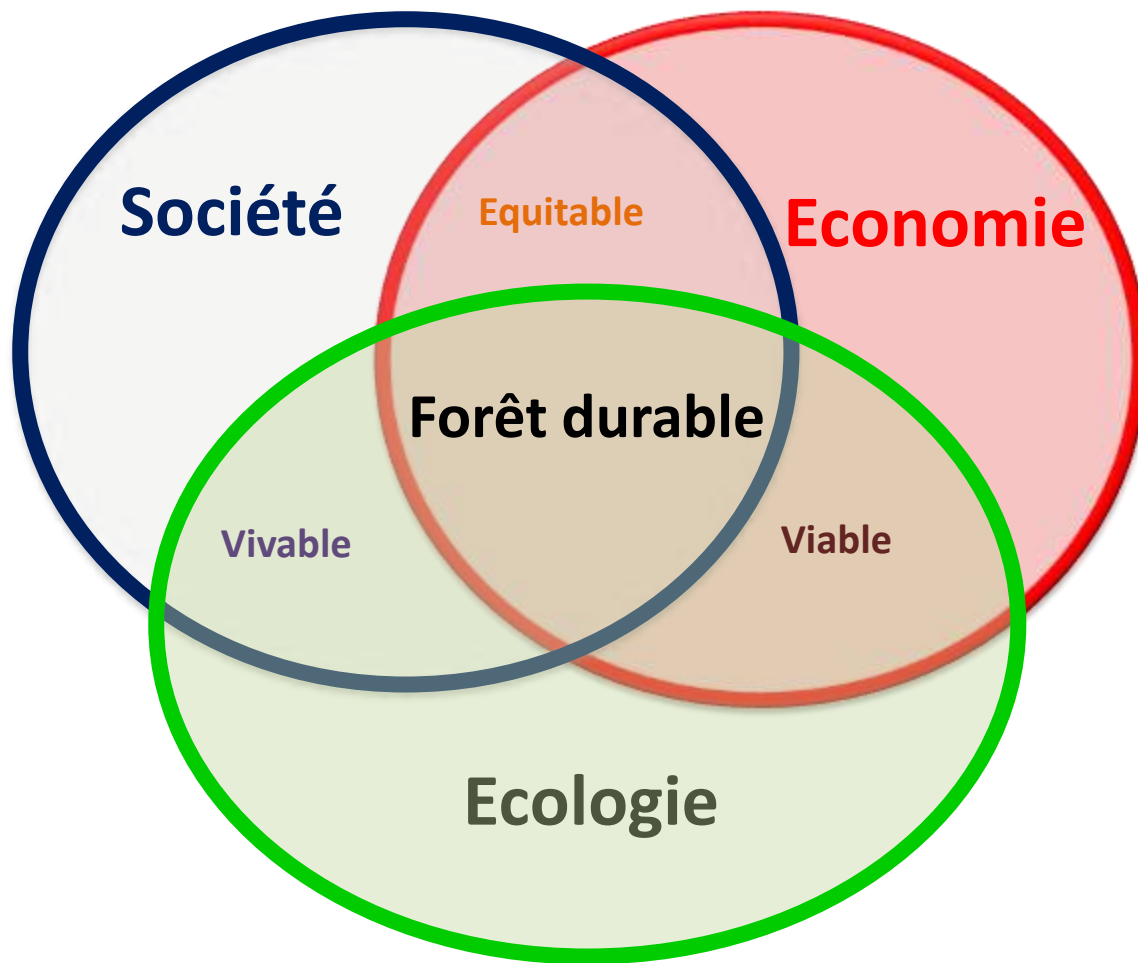 Société
Equitable
Economie
Forêt durable
Vivable
Viable
Ecologie